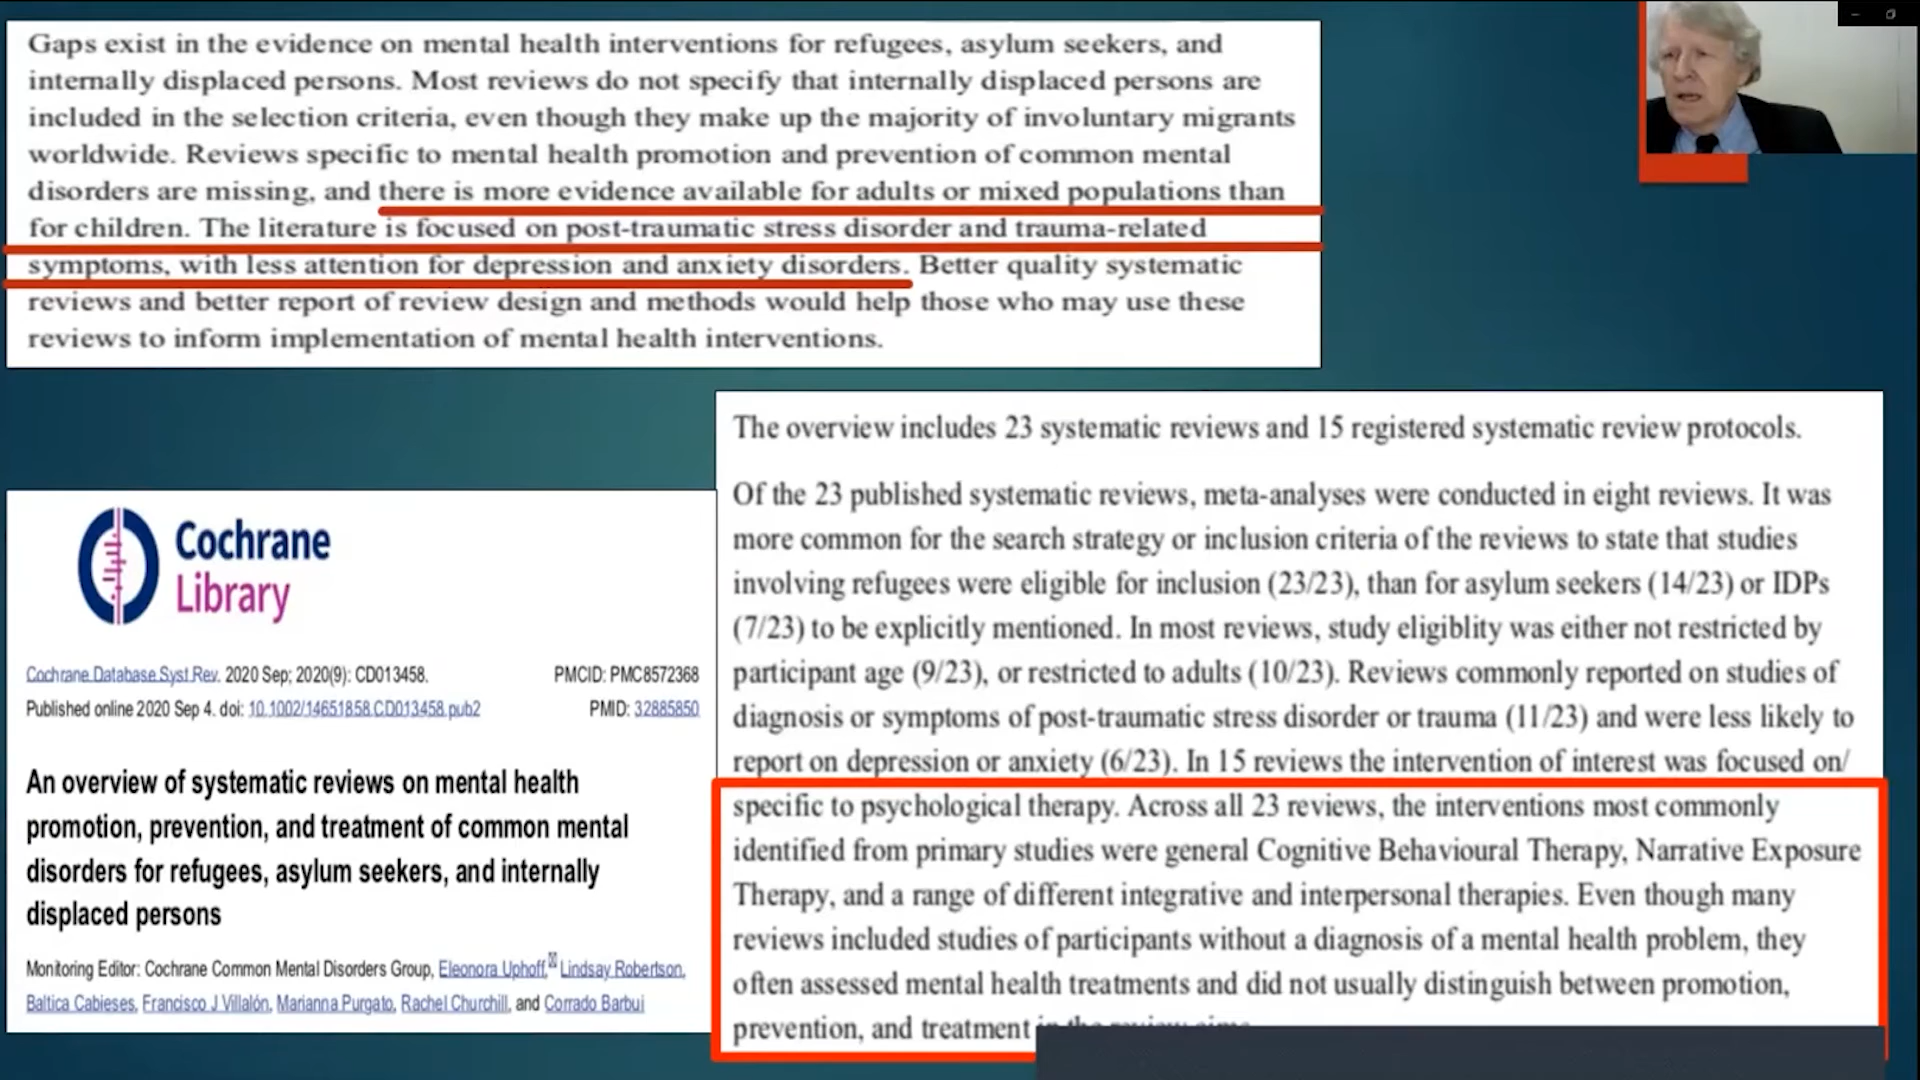 Gaps exist in the evidence on mental health interventions for refugees, asylum seekers, and
internally displaced persons. Most reviews do not specify that internally displaced persons are
included in the selection criteria, even though they make up the majority of involuntary migrants
worldwide. Reviews specific to mental health promotion and prevention of common mental
disorders are missing, and there is more evidence available for adults or mixed populations than
for children. The literature is focused on post-traumatic stress disorder and trauma-related
symptoms, with less attention for depression and anxiety disorders. Better quality systematic
reviews and better report of review design and methods would help those who may use these
reviews to inform implementation of mental health interventions.
Cochrane
Library
Cochrane Database Syst Rev. 2020 Sep; 2020(9): CD013458. PMCID: PMC8572368
Published online 2020 Sep 4. doi: 10.1002/14651858.CD013458.pub2 PMID: 32885850
An overview of systematic reviews on mental health
promotion, prevention, and treatment of common mental
disorders for refugees, asylum seekers, and internally
displaced persons
Monitoring Editor: Cochrane Common Mental Disorders Group, Eleonora Uphoff, Lindsay Robertson,
Baltica Cabieses, Francisco J Villalón, Marianna Purgato, Rachel Churchill, and Corrado Barbui
The overview includes 23 systematic reviews and 15 registered systematic review protocols.
Of the 23 published systematic reviews, meta-analyses were conducted in eight reviews. It was
more common for the search strategy or inclusion criteria of the reviews to state that studies
involving refugees were eligible for inclusion (23/23), than for asylum seekers (14/23) or IDPs
(7/23) to be explicitly mentioned. In most reviews, study eligiblity was either not restricted by
participant age (9/23), or restricted to adults (10/23). Reviews commonly reported on studies of
diagnosis or symptoms of post-traumatic stress disorder or trauma (11/23) and were less likely to
report on depression or anxiety (6/23). In 15 reviews the intervention of interest was focused on/
specific to psychological therapy. Across all 23 reviews, the interventions most commonly
identified from primary studies were general Cognitive Behavioural Therapy, Narrative Exposure
Therapy, and a range of different integrative and interpersonal therapies. Even though many
reviews included studies of participants without a diagnosis of a mental health problem, they
often assessed mental health treatments and did not usually distinguish between promotion,
prevention, and treatment